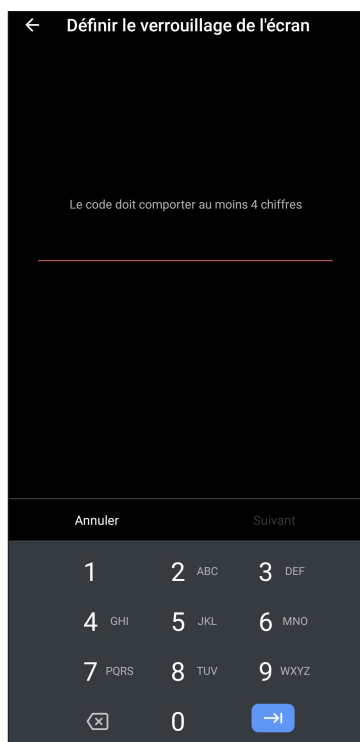 Définir le verrouillage de l'écran
Le code doit comporter au moins 4 chiffres
Annuler Suivant
1 2 ABC 3 DEF
4 GHI 5 JKL 6 MNO
7 PQRS 8 TUV 9 WXYZ
0